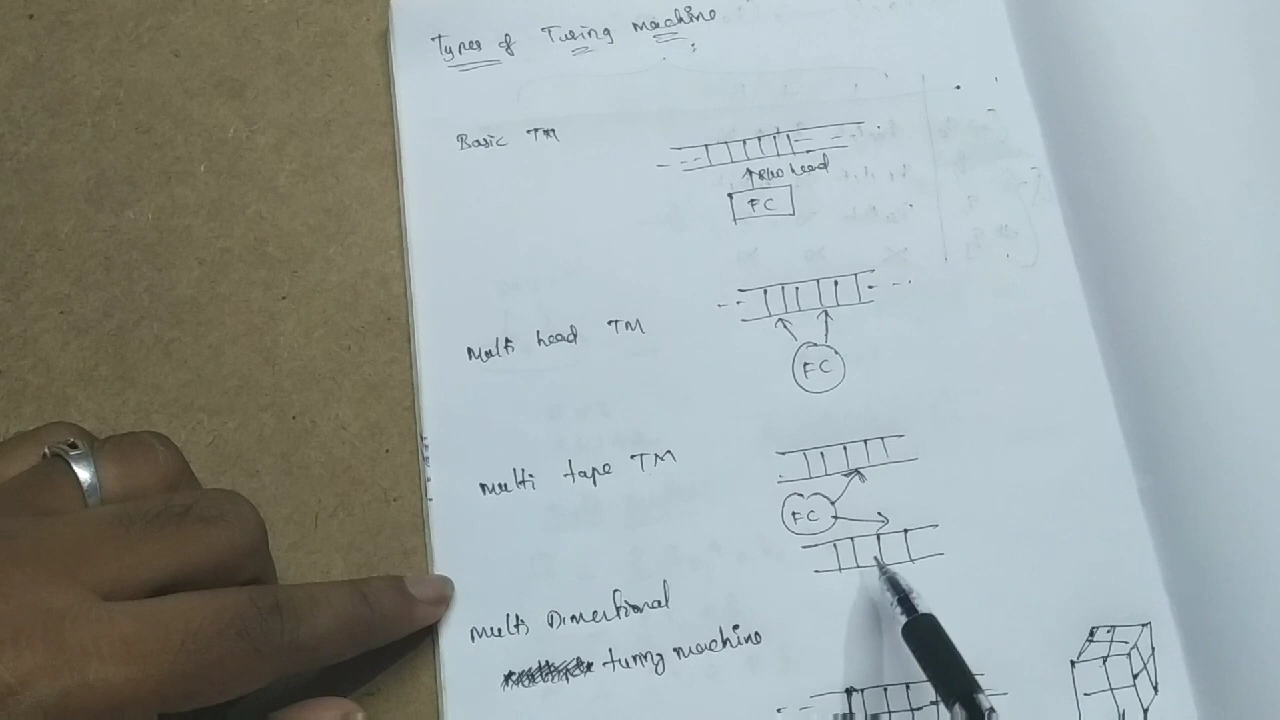 Types of Turing machine
Basic TM
R/W head
FC
Multi head TM
FC
Multi tape TM
FC
Multi Dimentional
turing machine